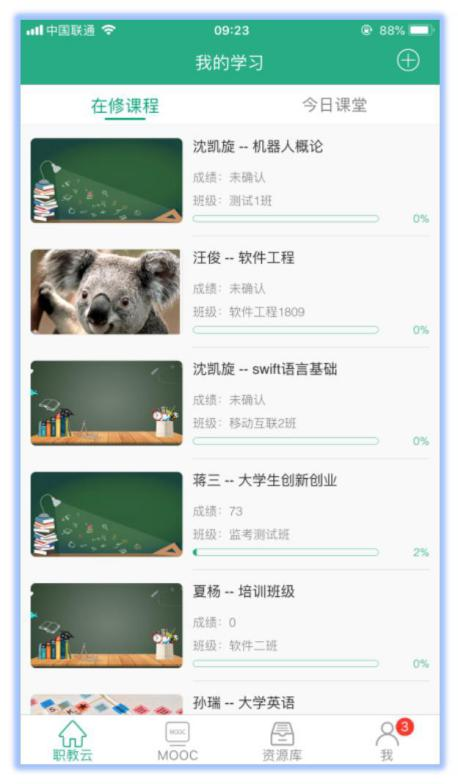 中国联通 09:23 88%
我的学习
在修课程 今日课堂
沈凯旋 -- 机器人概论
成绩：未确认
班级：测试1班
0%
汪俊 -- 软件工程
成绩：未确认
班级：软件工程1809
0%
沈凯旋 -- swift语言基础
成绩：未确认
班级：移动互联2班
0%
蒋三 -- 大学生创新创业
成绩：73
班级：监考测试班
2%
夏杨 -- 培训班级
成绩：0
班级：软件二班
0%
孙瑞 -- 大学英语
MOOC 3
职教云 MOOC 资源库 我